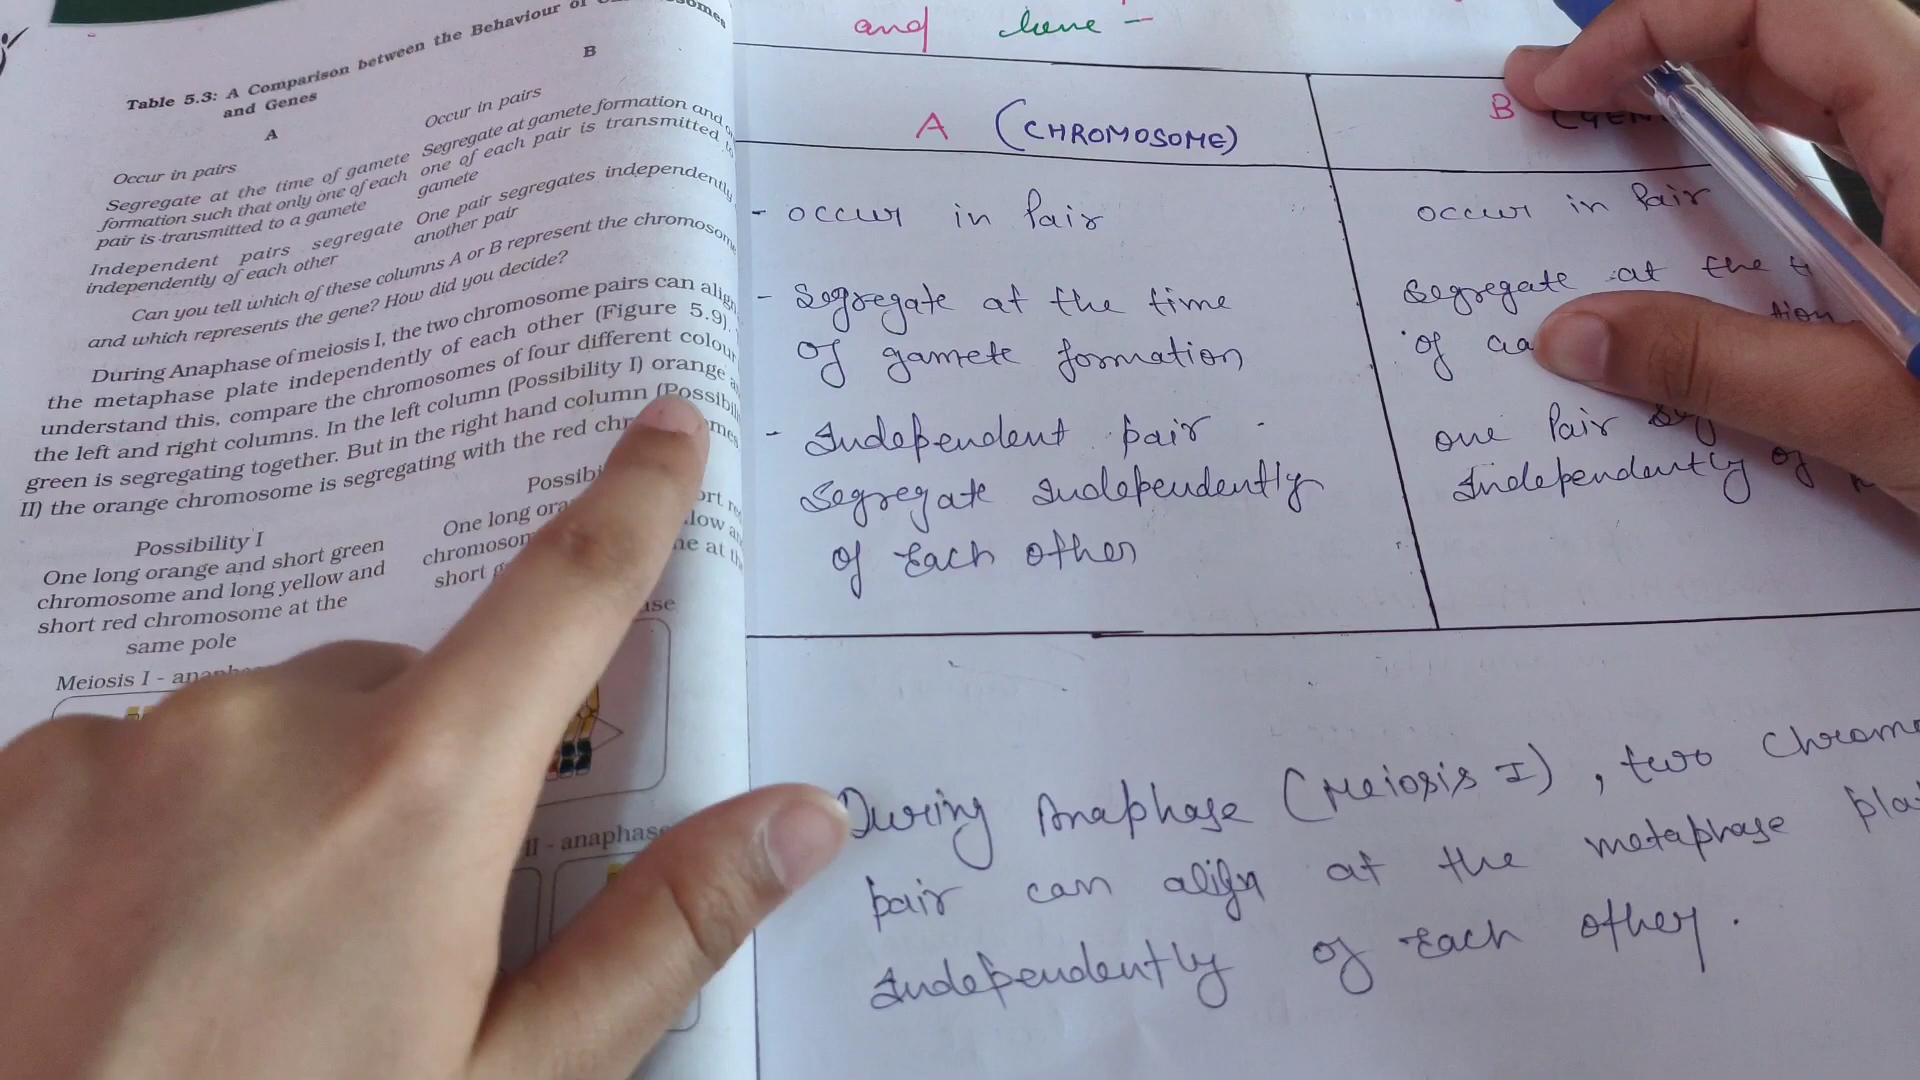 Table 5.3: A Comparison between the Behaviour of
and Genes
A
B
Occur in pairs
Occur in pairs
Segregate at the time of gamete
formation such that only one of each
pair is transmitted to a gamete
Segregate at gamete formation and
one of each pair is transmitted to
gamete
Independent pairs segregate
independently of each other
One pair segregates independently
another pair
Can you tell which of these columns A or B represent the chromosome
and which represents the gene? How did you decide?
During Anaphase of meiosis I, the two chromosome pairs can align
the metaphase plate independently of each other (Figure 5.9).
understand this, compare the chromosomes of four different colour
the left and right columns. In the left column (Possibility I) orange
green is segregating together. But in the right hand column (Possibil
II) the orange chromosome is segregating with the red chr
Possibility I
One long orange and short green
chromosome and long yellow and
short red chromosome at the
same pole
Possibi
One long ora
chromosom
short
Meiosis I - anaph
II - anaphase
and Gene -
A (CHROMOSOME)
B
- Occur in Pair
- Segregate at the time
of gamete formation
- Independent pair
Segregate Independently
of Each other
Occur in Pair
Segregate at the
of
one Pair
Independently of
During Anaphase (Meiosis I), two Chromo
pair can align at the metaphase pla
Independently of Each other.